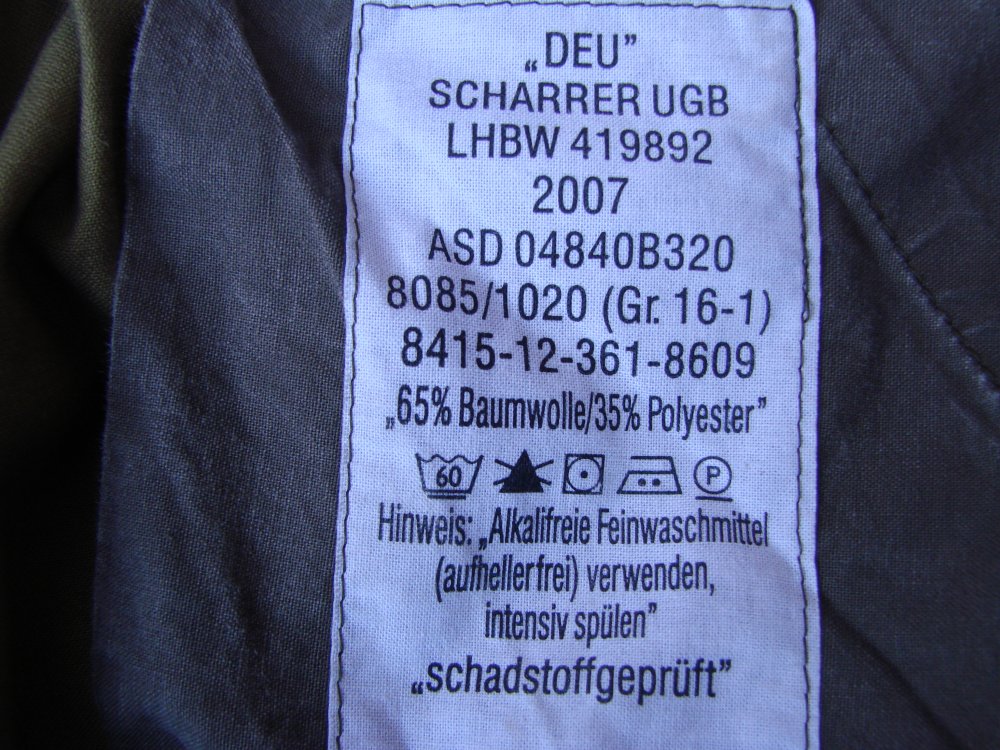 „DEU”
SCHARRER UGB
LHBW 419892
2007
ASD 04840B320
8085/1020 (Gr. 16-1)
8415-12-361-8609
„65% Baumwolle/35% Polyester”
60 P
Hinweis: „Alkalifreie Feinwaschmittel
(aufhellerfrei) verwenden,
intensiv spülen”
„schadstoffgeprüft”